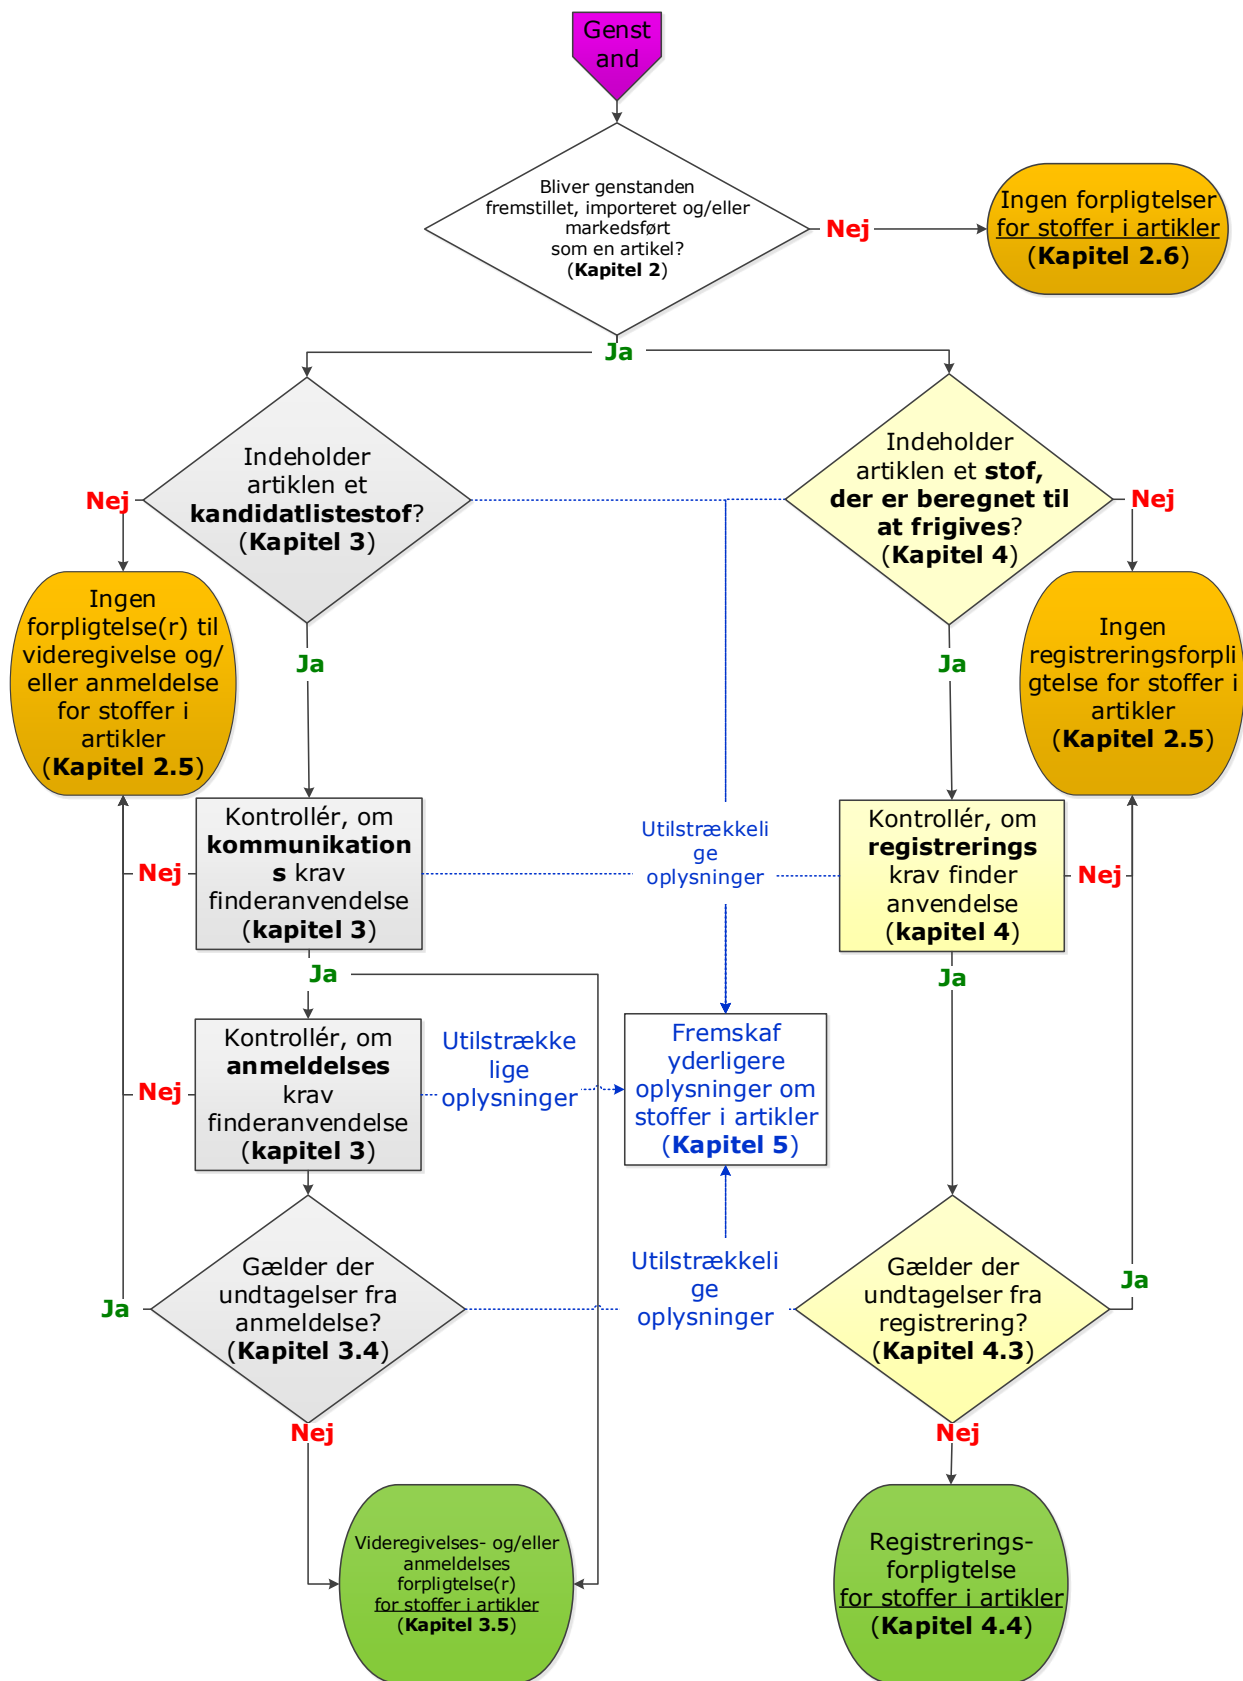 Genst
and
Bliver genstanden
fremstillet, importeret og/eller
markedsført
som en artikel?
(Kapitel 2)
Nej
Ingen forpligtelser
for stoffer i artikler
(Kapitel 2.6)
Ja
Indeholder
artiklen et
kandidatlistestof?
(Kapitel 3)
Nej
Indeholder
artiklen et stof,
der er beregnet til
at frigives?
(Kapitel 4)
Nej
Ingen
forpligtelse(r) til
videregivelse og/
eller anmeldelse
for stoffer i
artikler
(Kapitel 2.5)
Ja
Ja
Ingen
registreringsforpli
gtelse for stoffer i
artikler
(Kapitel 2.5)
Kontrollér, om
kommunikation
s krav
finderanvendelse
(kapitel 3)
Nej
Utilstrækkeli
ge
oplysninger
Kontrollér, om
registrerings
krav finder
anvendelse
(kapitel 4)
Nej
Ja
Ja
Kontrollér, om
anmeldelses
krav
finderanvendelse
(kapitel 3)
Nej
Utilstrække
lige
oplysninger
Fremskaf
yderligere
oplysninger om
stoffer i artikler
(Kapitel 5)
Gælder der
undtagelser fra
anmeldelse?
(Kapitel 3.4)
Ja
Utilstrækkeli
ge
oplysninger
Gælder der
undtagelser fra
registrering?
(Kapitel 4.3)
Ja
Nej
Nej
Videregivelses- og/eller
anmeldelses
forpligtelse(r)
for stoffer i artikler
(Kapitel 3.5)
Registrerings-
forpligtelse
for stoffer i artikler
(Kapitel 4.4)